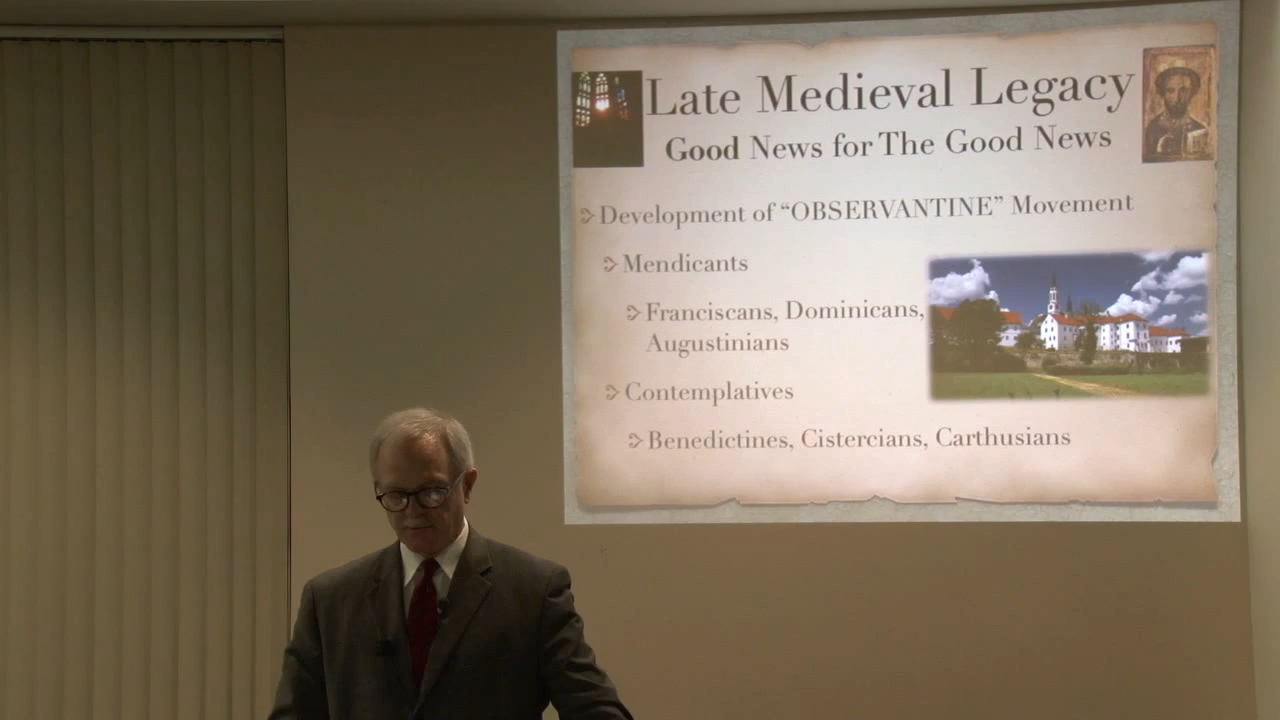 Late Medieval Legacy
Good News for The Good News
Development of “OBSERVANTINE” Movement
Mendicants
Franciscans, Dominicans,
Augustinians
Contemplatives
Benedictines, Cistercians, Carthusians